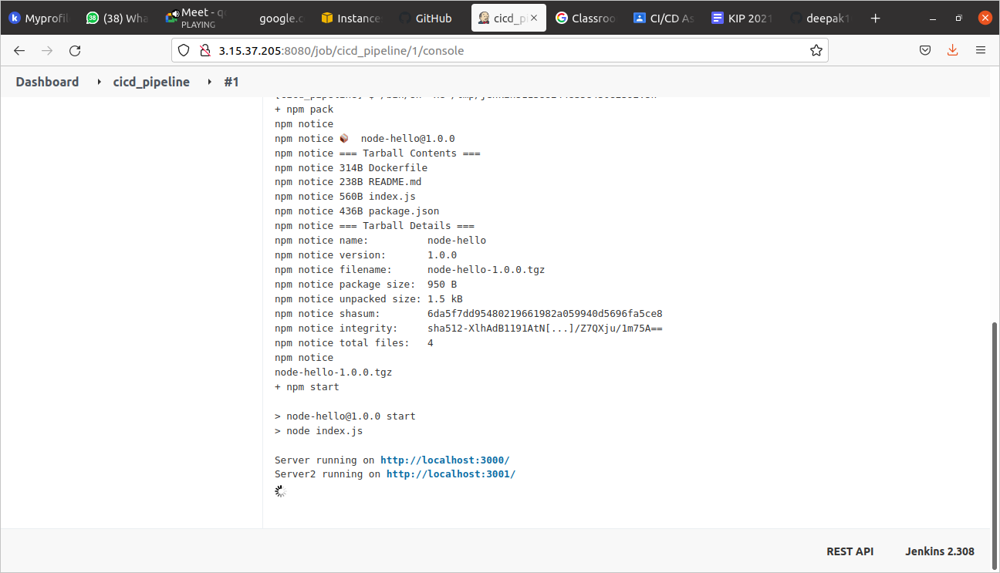 Myprofil
(38) Wha
Meet - q
PLAYING
google.c
Instance
GitHub
cicd_pi
Classroo
CI/CD As
KIP 2021
deepak1
3.15.37.205:8080/job/cicd_pipeline/1/console
Dashboard
cicd_pipeline
#1
+ npm pack
npm notice
npm notice 📦 node-hello@1.0.0
npm notice === Tarball Contents ===
npm notice 314B Dockerfile
npm notice 238B README.md
npm notice 560B index.js
npm notice 436B package.json
npm notice === Tarball Details ===
npm notice name: node-hello
npm notice version: 1.0.0
npm notice filename: node-hello-1.0.0.tgz
npm notice package size: 950 B
npm notice unpacked size: 1.5 kB
npm notice shasum: 6da5f7dd95480219661982a059940d5696fa5ce8
npm notice integrity: sha512-XlhAdB1191AtN[...]/Z7QXju/1m75A==
npm notice total files: 4
npm notice
node-hello-1.0.0.tgz
+ npm start
> node-hello@1.0.0 start
> node index.js
Server running on http://localhost:3000/
Server2 running on http://localhost:3001/
REST API
Jenkins 2.308